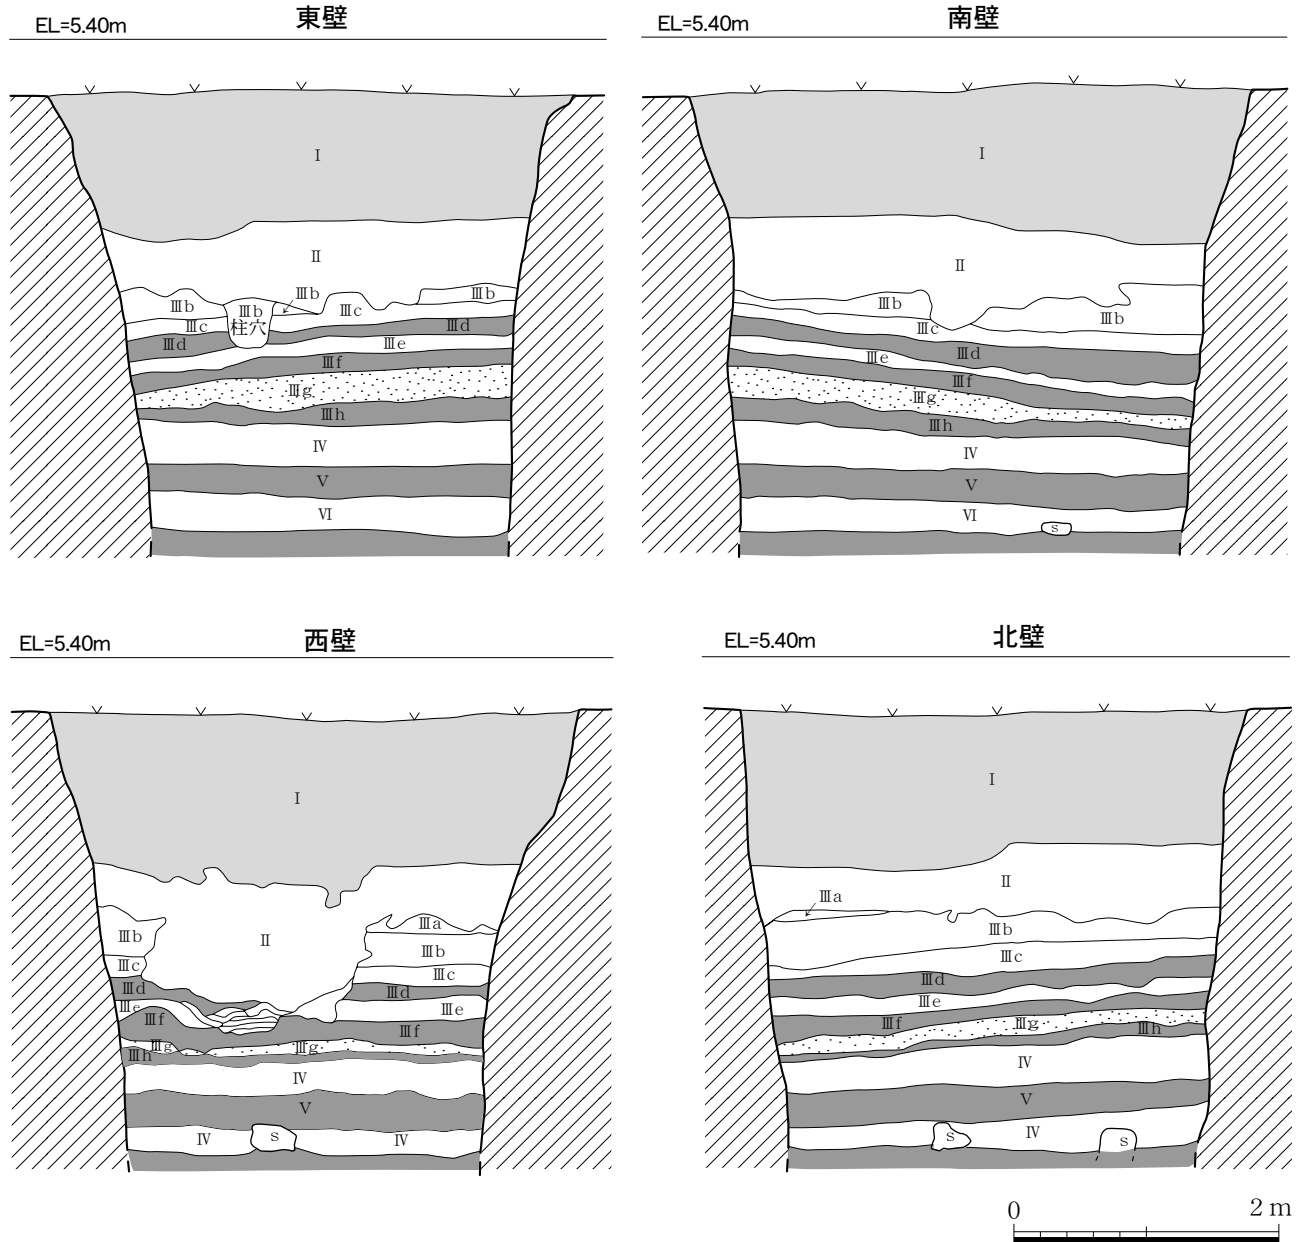 EL=5.40m 東壁
Ⅰ
Ⅱ
Ⅲb Ⅲb Ⅲb Ⅲb
柱穴
Ⅲc Ⅲc
Ⅲd Ⅲd
Ⅲe
Ⅲf
Ⅲg
Ⅲh
Ⅳ
Ⅴ
Ⅵ
EL=5.40m 南壁
Ⅰ
Ⅱ
Ⅲb Ⅲb
Ⅲc
Ⅲd
Ⅲe
Ⅲf
Ⅲg
Ⅲh
Ⅳ
Ⅴ
Ⅵ
s
EL=5.40m 西壁
Ⅰ
Ⅱ
Ⅲa
Ⅲb Ⅲb
Ⅲc Ⅲc
Ⅲd Ⅲd
Ⅲe Ⅲe
Ⅲf Ⅲf
Ⅲg Ⅲg
Ⅲh
Ⅳ
Ⅴ
Ⅳ s Ⅳ
EL=5.40m 北壁
Ⅰ
Ⅱ
Ⅲa
Ⅲb
Ⅲc
Ⅲd
Ⅲe
Ⅲf Ⅲg Ⅲh
Ⅳ
Ⅴ
s Ⅳ s
0 2 m